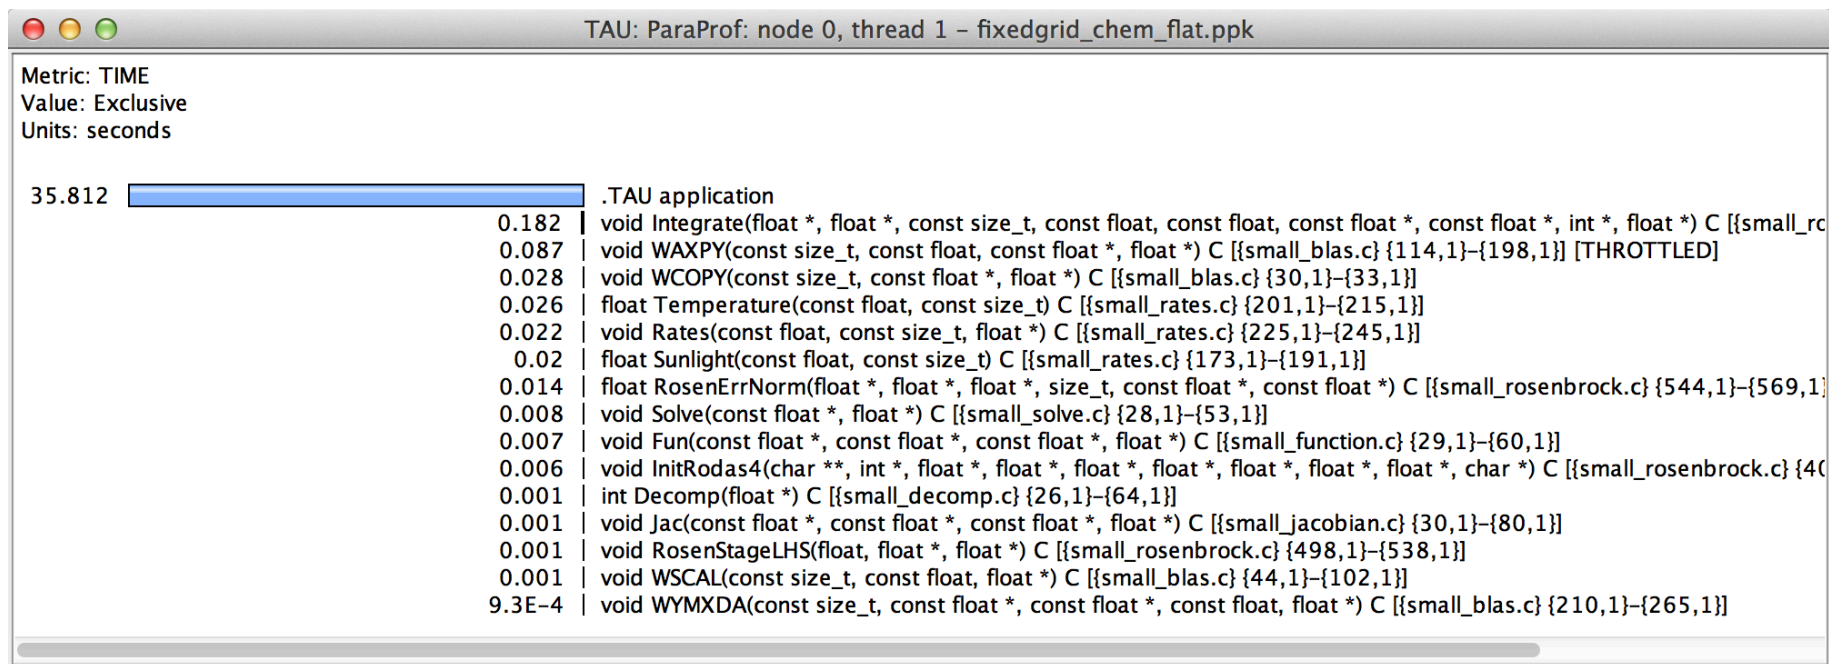 TAU: ParaProf: node 0, thread 1 – fixedgrid_chem_flat.ppk
Metric: TIME
Value: Exclusive
Units: seconds
35.812 .TAU application
0.182 void Integrate(float *, float *, const size_t, const float, const float, const float *, const float *, int *, float *) C [{small_ro
0.087 void WAXPY(const size_t, const float, const float *, float *) C [{small_blas.c} {114,1}–{198,1}] [THROTTLED]
0.028 void WCOPY(const size_t, const float *, float *) C [{small_blas.c} {30,1}–{33,1}]
0.026 float Temperature(const float, const size_t) C [{small_rates.c} {201,1}–{215,1}]
0.022 void Rates(const float, const size_t, float *) C [{small_rates.c} {225,1}–{245,1}]
0.02 float Sunlight(const float, const size_t) C [{small_rates.c} {173,1}–{191,1}]
0.014 float RosenErrNorm(float *, float *, float *, size_t, const float *, const float *) C [{small_rosenbrock.c} {544,1}–{569,1}
0.008 void Solve(const float *, float *) C [{small_solve.c} {28,1}–{53,1}]
0.007 void Fun(const float *, const float *, const float *, float *) C [{small_function.c} {29,1}–{60,1}]
0.006 void InitRodas4(char **, int *, float *, float *, float *, float *, float *, float *, float *, char *) C [{small_rosenbrock.c} {40
0.001 int Decomp(float *) C [{small_decomp.c} {26,1}–{64,1}]
0.001 void Jac(const float *, const float *, const float *, float *) C [{small_jacobian.c} {30,1}–{80,1}]
0.001 void RosenStageLHS(float, float *, float *) C [{small_rosenbrock.c} {498,1}–{538,1}]
0.001 void WSCAL(const size_t, const float, float *) C [{small_blas.c} {44,1}–{102,1}]
9.3E-4 void WYMXDA(const size_t, const float *, const float *, const float, float *) C [{small_blas.c} {210,1}–{265,1}]